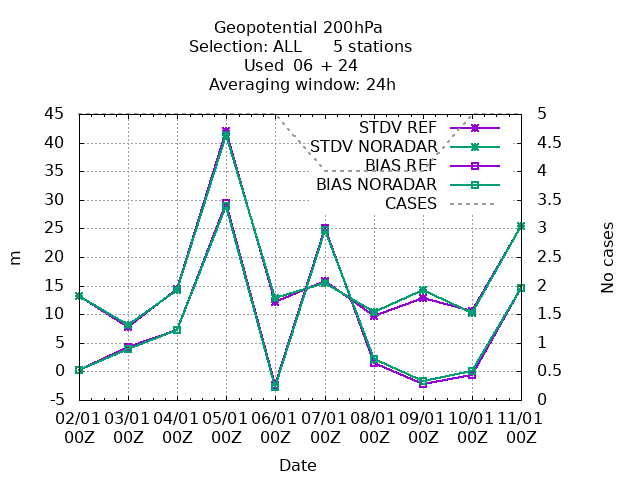 Geopotential 200hPa
Selection: ALL 5 stations
Used 06 + 24
Averaging window: 24h
45 5
40 4.5
35 4
30 3.5
25 3
20 2.5
15 2
10 1.5
5 1
0 0.5
-5 0
m
No cases
STDV REF
STDV NORADAR
BIAS REF
BIAS NORADAR
CASES
02/01 03/01 04/01 05/01 06/01 07/01 08/01 09/01 10/01 11/01
00Z 00Z 00Z 00Z 00Z 00Z 00Z 00Z 00Z 00Z
Date